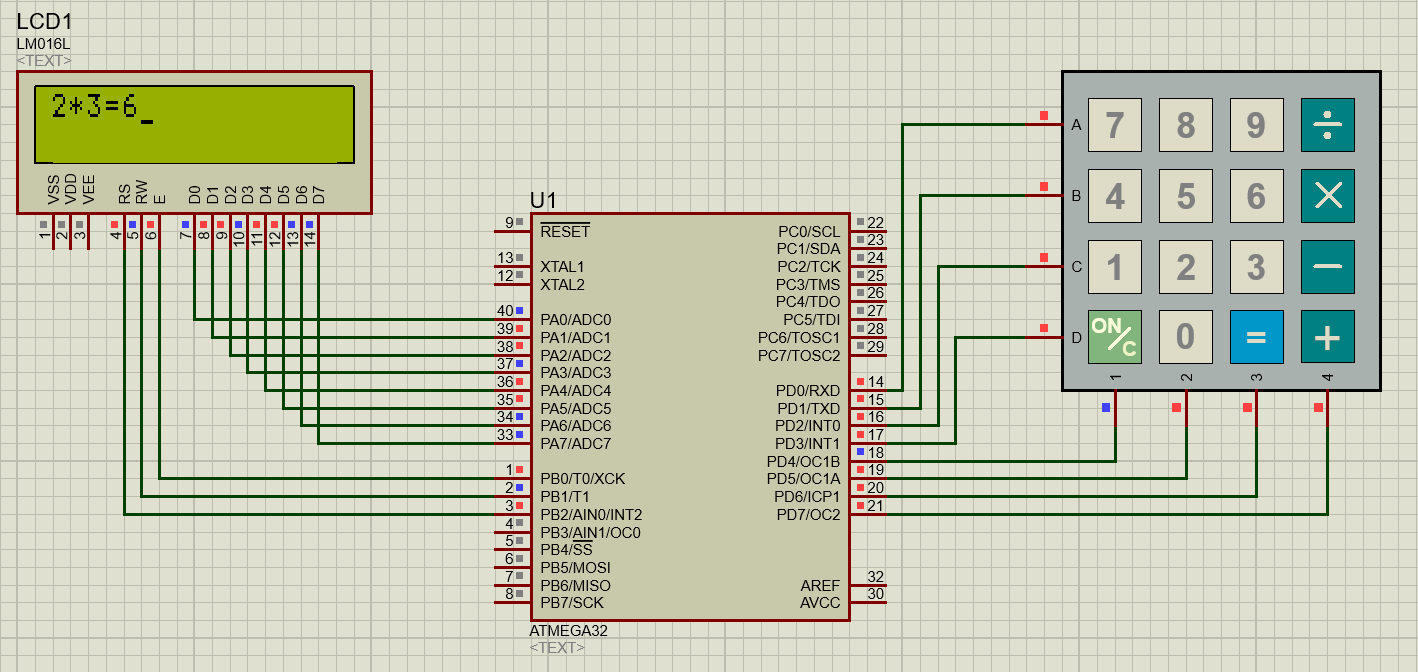 LCD1
LM016L
<TEXT>
2*3=6_
VSS VDD VEE RS RW E D0 D1 D2 D3 D4 D5 D6 D7
1 2 3 4 5 6 7 8 9 10 11 12 13 14
U1
9 RESET
13 XTAL1
12 XTAL2
40 PA0/ADC0
39 PA1/ADC1
38 PA2/ADC2
37 PA3/ADC3
36 PA4/ADC4
35 PA5/ADC5
34 PA6/ADC6
33 PA7/ADC7
1 PB0/T0/XCK
2 PB1/T1
3 PB2/AIN0/INT2
4 PB3/AIN1/OC0
5 PB4/SS
6 PB5/MOSI
7 PB6/MISO
8 PB7/SCK
PC0/SCL 22
PC1/SDA 23
PC2/TCK 24
PC3/TMS 25
PC4/TDO 26
PC5/TDI 27
PC6/TOSC1 28
PC7/TOSC2 29
PD0/RXD 14
PD1/TXD 15
PD2/INT0 16
PD3/INT1 17
PD4/OC1B 18
PD5/OC1A 19
PD6/ICP1 20
PD7/OC2 21
AREF 32
AVCC 30
ATMEGA32
<TEXT>
A 7 8 9 ÷
B 4 5 6 ×
C 1 2 3 −
D ON/C 0 = +
1 2 3 4